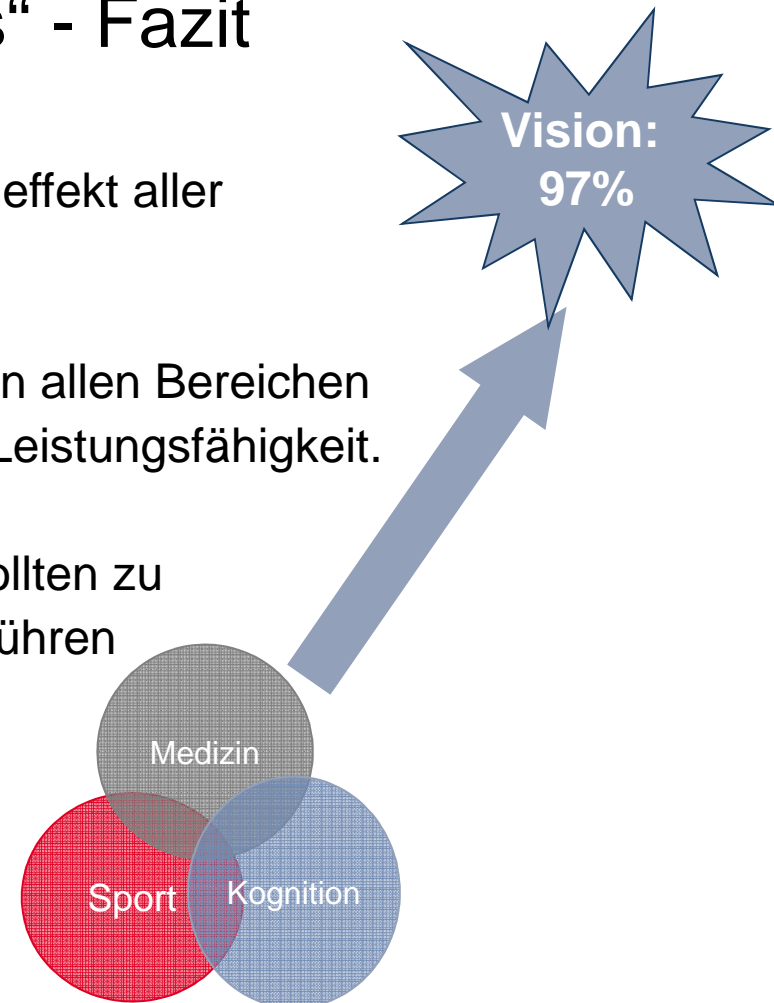 s“ - Fazit
Vision:
97%
effekt aller
n allen Bereichen
Leistungsfähigkeit.
ollten zu
ühren
Medizin
Sport
Kognition